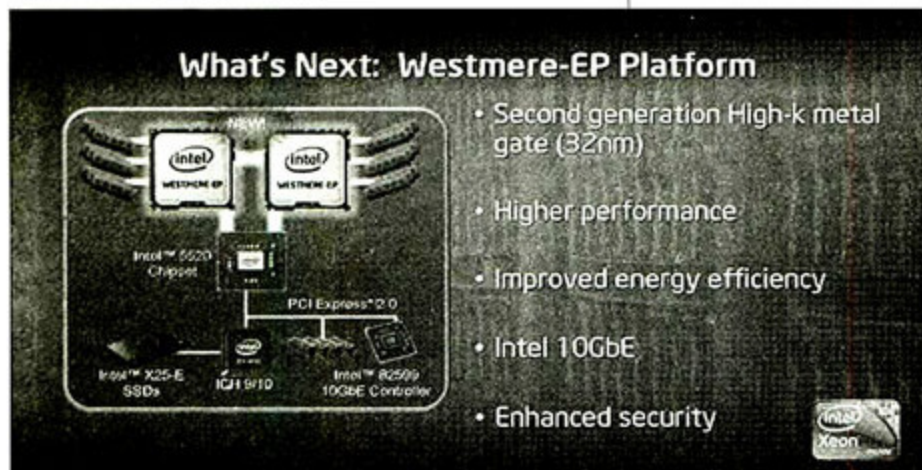 What's Next: Westmere-EP Platform
NEW!
intel
intel
WESTMERE-EP
WESTMERE-EP
Intel™ 5520
Chipset
PCI Express* 2.0
Intel™ X25-E
SSDs
intel
ICH 9/10
Intel™ 82599
10GbE Controller
• Second generation High-k metal
gate (32nm)
• Higher performance
• Improved energy efficiency
• Intel 10GbE
• Enhanced security
intel
Xeon